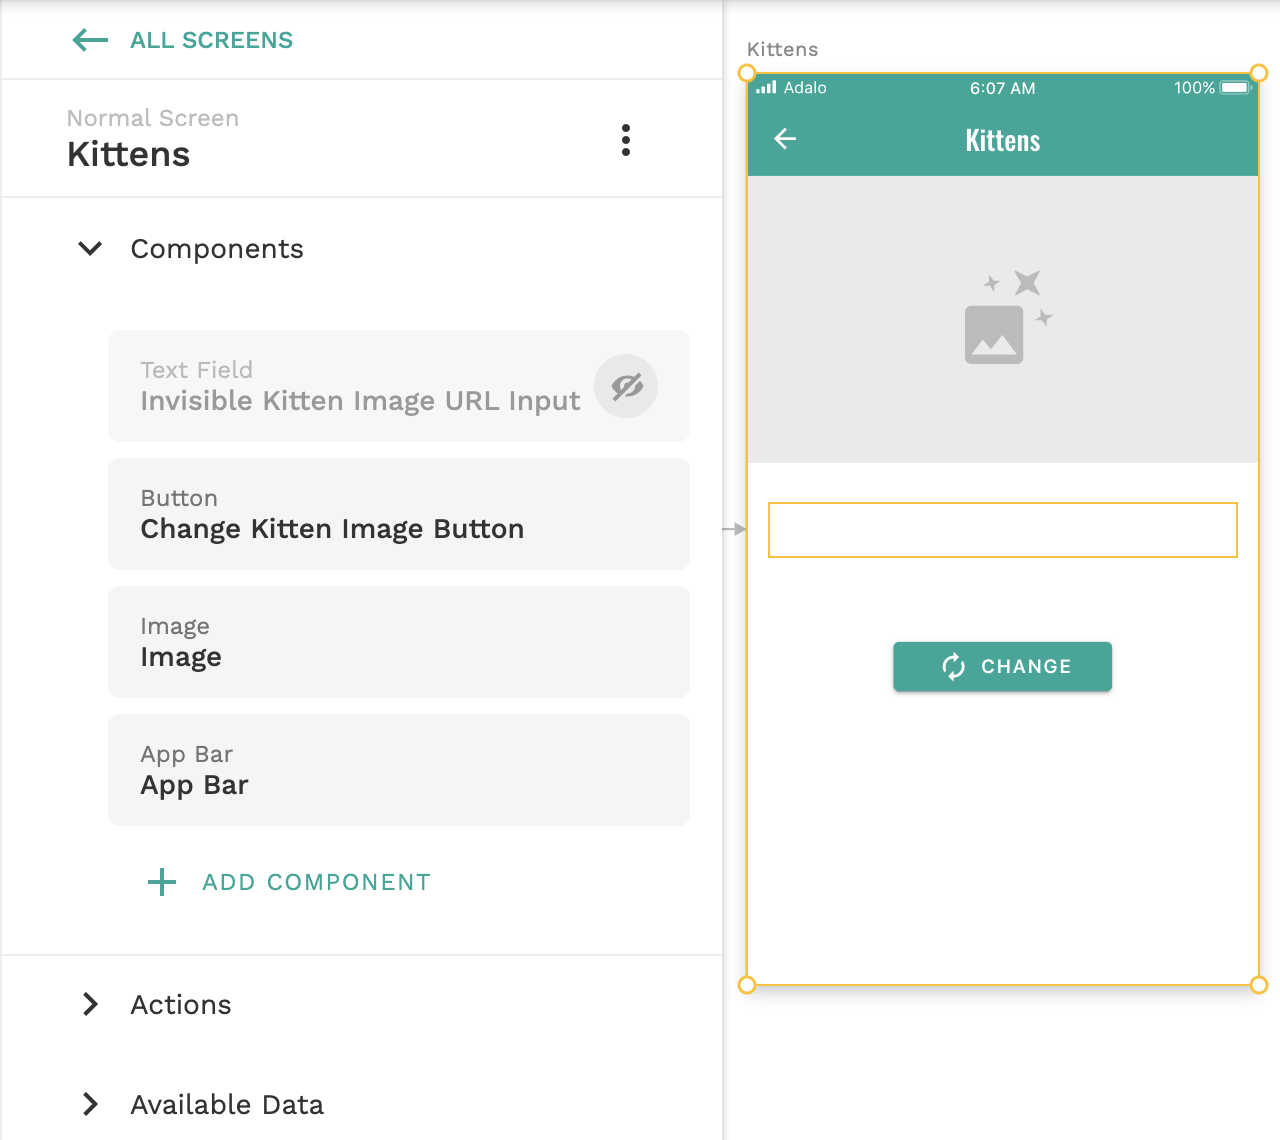 ALL SCREENS
Normal Screen
Kittens
Components
Text Field
Invisible Kitten Image URL Input
Button
Change Kitten Image Button
Image
Image
App Bar
App Bar
ADD COMPONENT
Actions
Available Data
Kittens
Adalo 6:07 AM 100%
Kittens
CHANGE